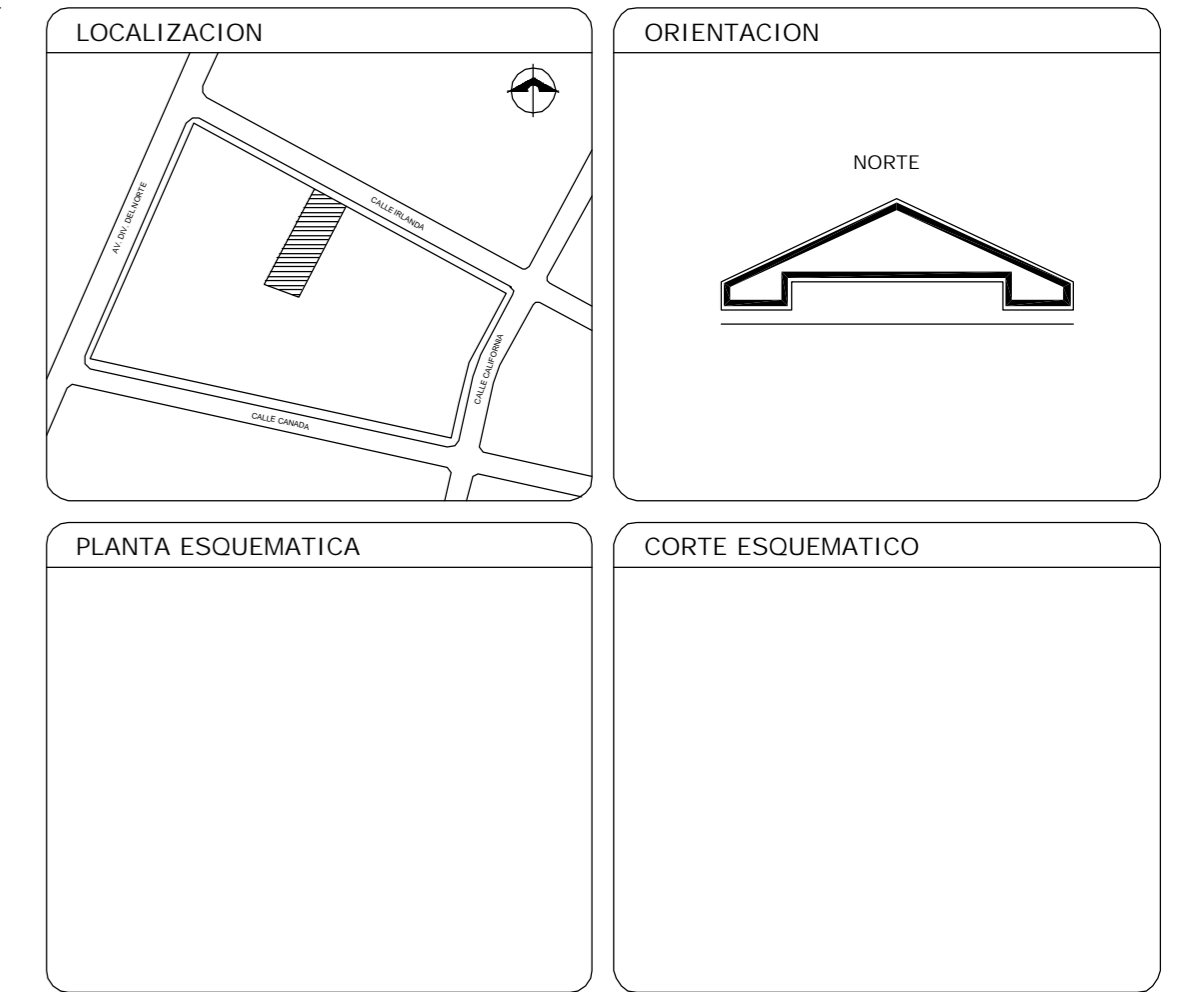 LOCALIZACION
AV. DIV. DEL NORTE
CALLE IRLANDA
CALLE CALIFORNIA
CALLE CANADA
ORIENTACION
NORTE
PLANTA ESQUEMATICA
CORTE ESQUEMATICO